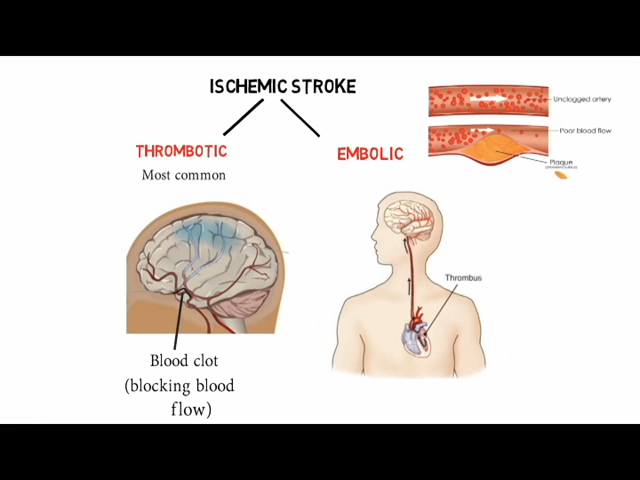 ISCHEMIC STROKE
THROMBOTIC
Most common
EMBOLIC
Unclogged artery
Poor blood flow
Plaque
Thrombus
Blood clot
(blocking blood
flow)